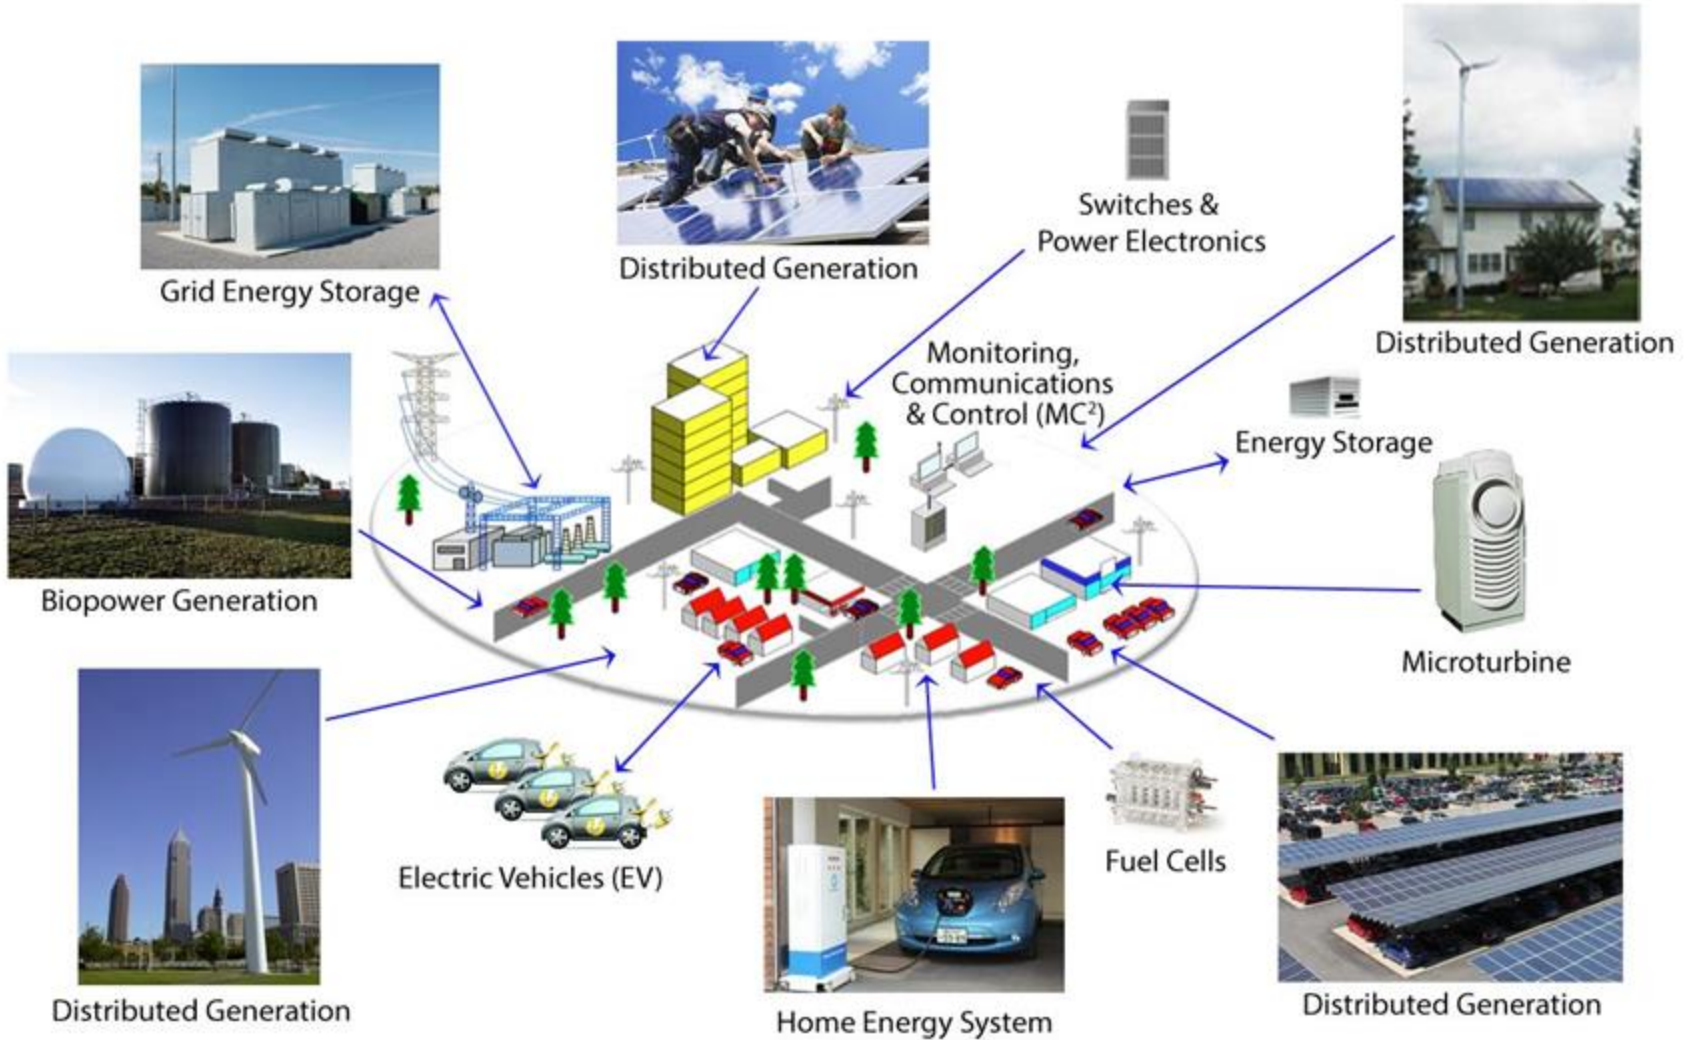 Grid Energy Storage
Distributed Generation
Switches &
Power Electronics
Distributed Generation
Monitoring,
Communications
& Control (MC²)
Energy Storage
Biopower Generation
Microturbine
Electric Vehicles (EV)
Fuel Cells
Distributed Generation
Home Energy System
Distributed Generation